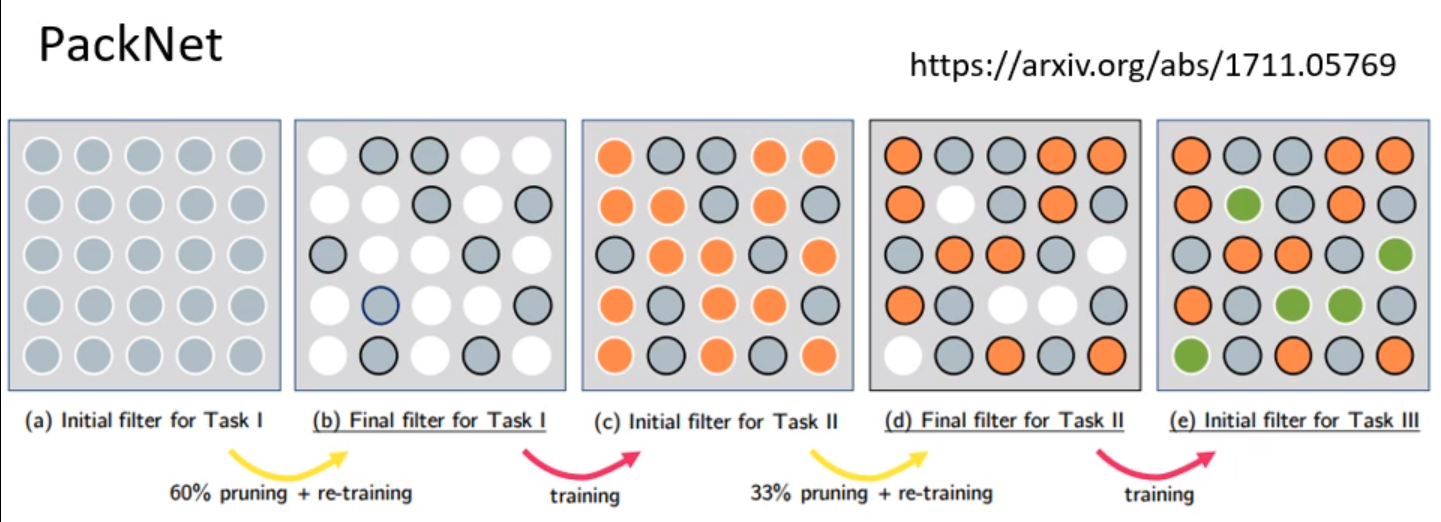 PackNet
https://arxiv.org/abs/1711.05769
(a) Initial filter for Task I
(b) Final filter for Task I
(c) Initial filter for Task II
(d) Final filter for Task II
(e) Initial filter for Task III
60% pruning + re-training
training
33% pruning + re-training
training